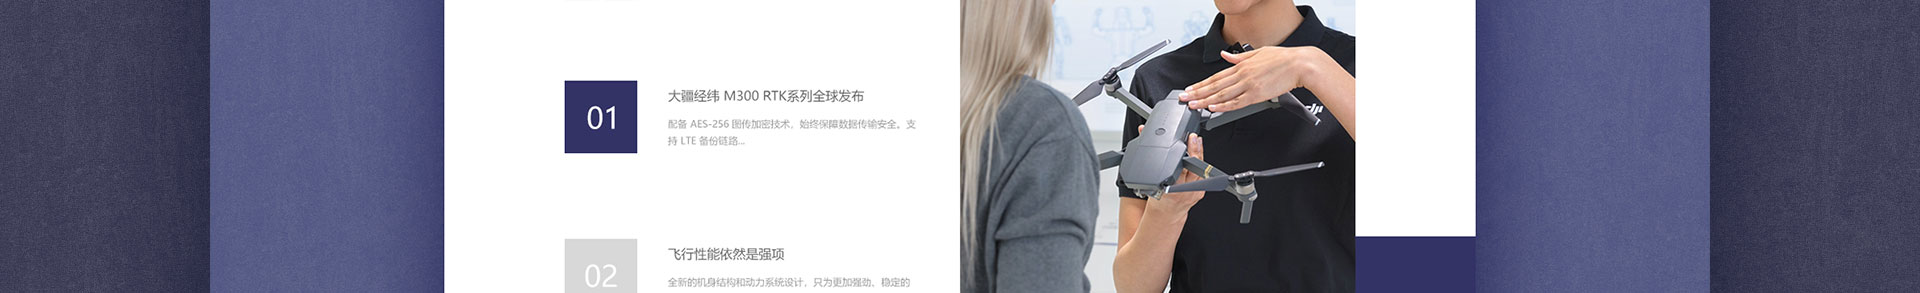 01
大疆经纬 M300 RTK系列全球发布
配备 AES-256 图传加密技术，始终保障数据传输安全。支
持 LTE 备份链路...
dji
02
飞行性能依然是强项
全新的机身结构和动力系统设计，只为更加强劲、稳定的